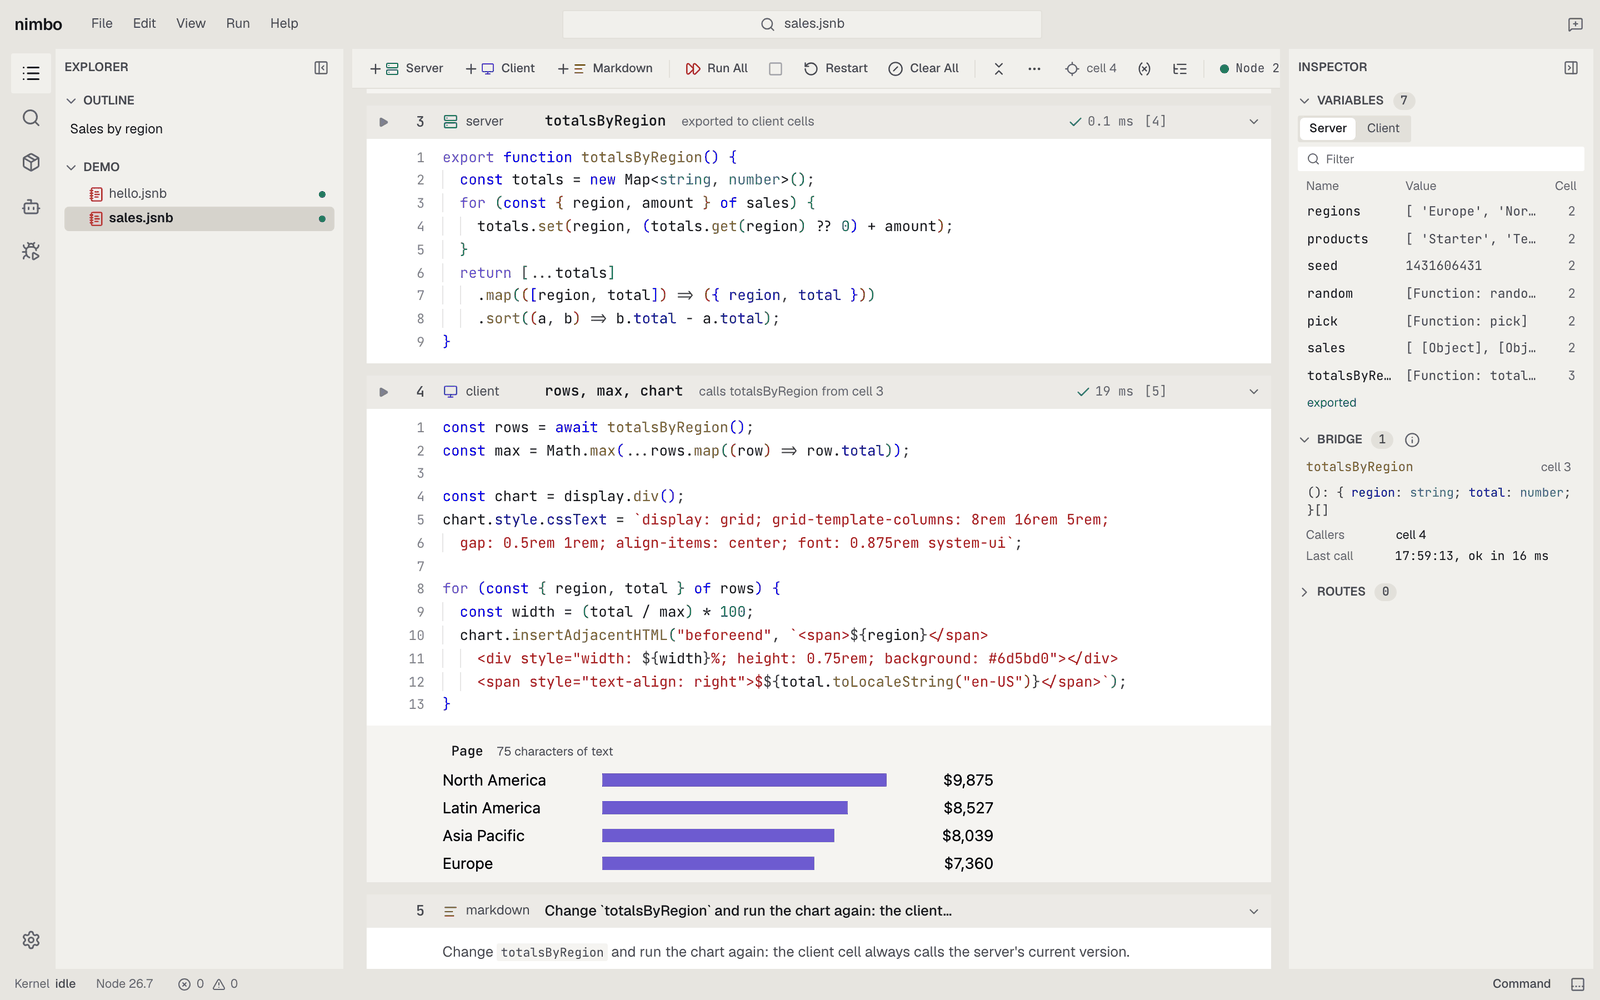 nimbo File Edit View Run Help sales.jsnb
EXPLORER
OUTLINE
Sales by region
DEMO
hello.jsnb
sales.jsnb
+ Server + Client + Markdown Run All Restart Clear All ... cell 4 (x) Node 2
3 server totalsByRegion exported to client cells 0.1 ms [4]
1 export function totalsByRegion() {
2 const totals = new Map<string, number>();
3 for (const { region, amount } of sales) {
4 totals.set(region, (totals.get(region) ?? 0) + amount);
5 }
6 return [...totals]
7 .map(([region, total]) => ({ region, total }))
8 .sort((a, b) => b.total - a.total);
9 }
4 client rows, max, chart calls totalsByRegion from cell 3 19 ms [5]
1 const rows = await totalsByRegion();
2 const max = Math.max(...rows.map((row) => row.total));
3
4 const chart = display.div();
5 chart.style.cssText = `display: grid; grid-template-columns: 8rem 16rem 5rem;
6 gap: 0.5rem 1rem; align-items: center; font: 0.875rem system-ui`;
7
8 for (const { region, total } of rows) {
9 const width = (total / max) * 100;
10 chart.insertAdjacentHTML("beforeend", `<span>${region}</span>
11 <div style="width: ${width}%; height: 0.75rem; background: #6d5bd0"></div>
12 <span style="text-align: right">$${total.toLocaleString("en-US")}</span>`);
13 }
Page 75 characters of text
North America $9,875
Latin America $8,527
Asia Pacific $8,039
Europe $7,360
5 markdown Change `totalsByRegion` and run the chart again: the client...
Change totalsByRegion and run the chart again: the client cell always calls the server's current version.
INSPECTOR
VARIABLES 7
Server Client
Filter
Name Value Cell
regions [ 'Europe', 'Nor… 2
products [ 'Starter', 'Te… 2
seed 1431606431 2
random [Function: rando… 2
pick [Function: pick] 2
sales [ [Object], [Obj… 2
totalsByRe… [Function: total… 3
exported
BRIDGE 1
totalsByRegion cell 3
(): { region: string; total: number;
}[]
Callers cell 4
Last call 17:59:13, ok in 16 ms
ROUTES 0
Kernel idle Node 26.7 0 0 Command